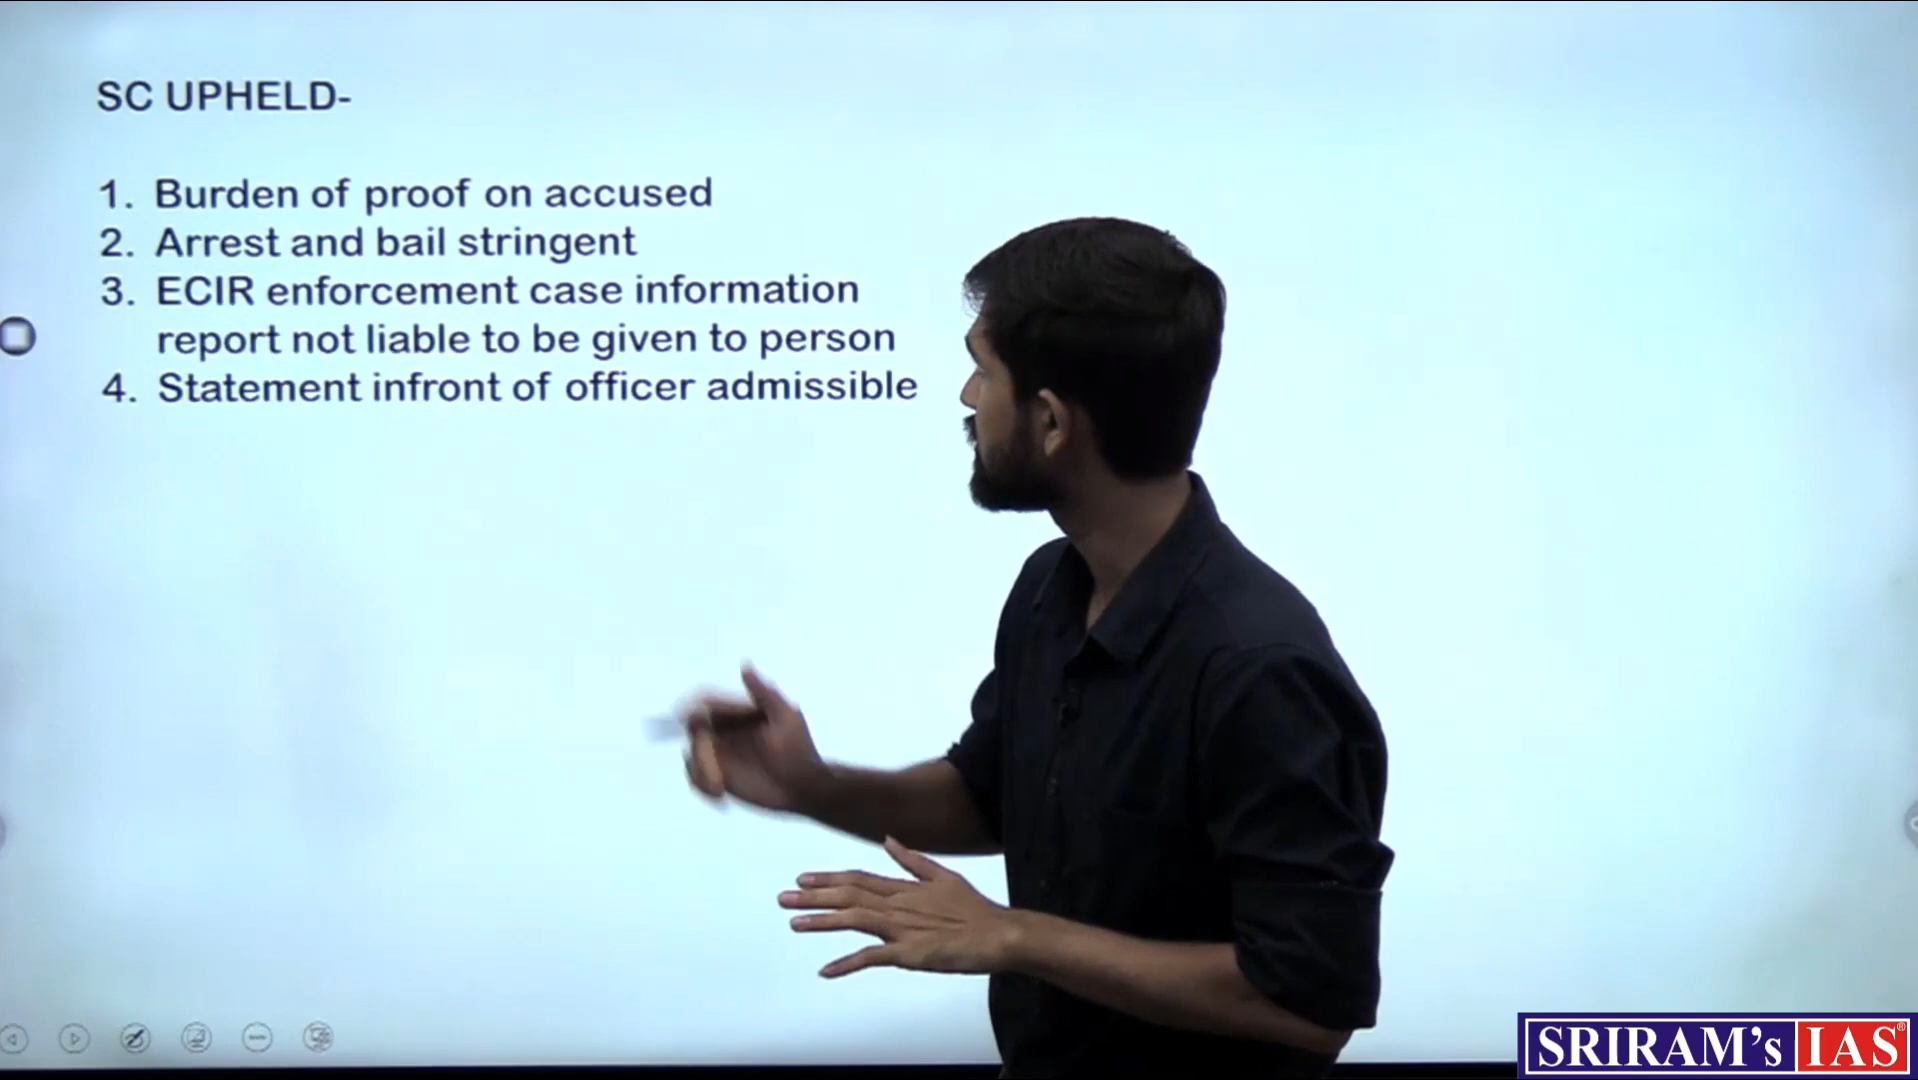 SC UPHELD-
1. Burden of proof on accused
2. Arrest and bail stringent
3. ECIR enforcement case information
report not liable to be given to person
4. Statement infront of officer admissible
SRIRAM's IAS®